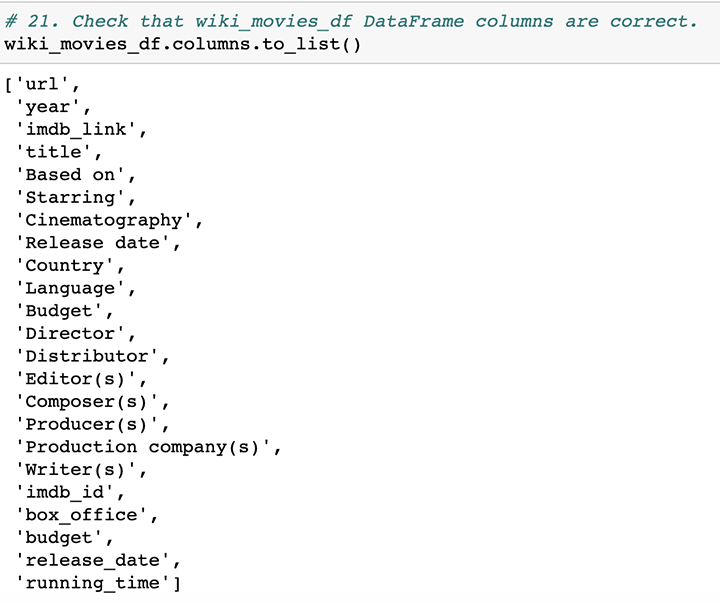 # 21. Check that wiki_movies_df DataFrame columns are correct.
wiki_movies_df.columns.to_list()
['url',
'year',
'imdb_link',
'title',
'Based on',
'Starring',
'Cinematography',
'Release date',
'Country',
'Language',
'Budget',
'Director',
'Distributor',
'Editor(s)',
'Composer(s)',
'Producer(s)',
'Production company(s)',
'Writer(s)',
'imdb_id',
'box_office',
'budget',
'release_date',
'running_time']